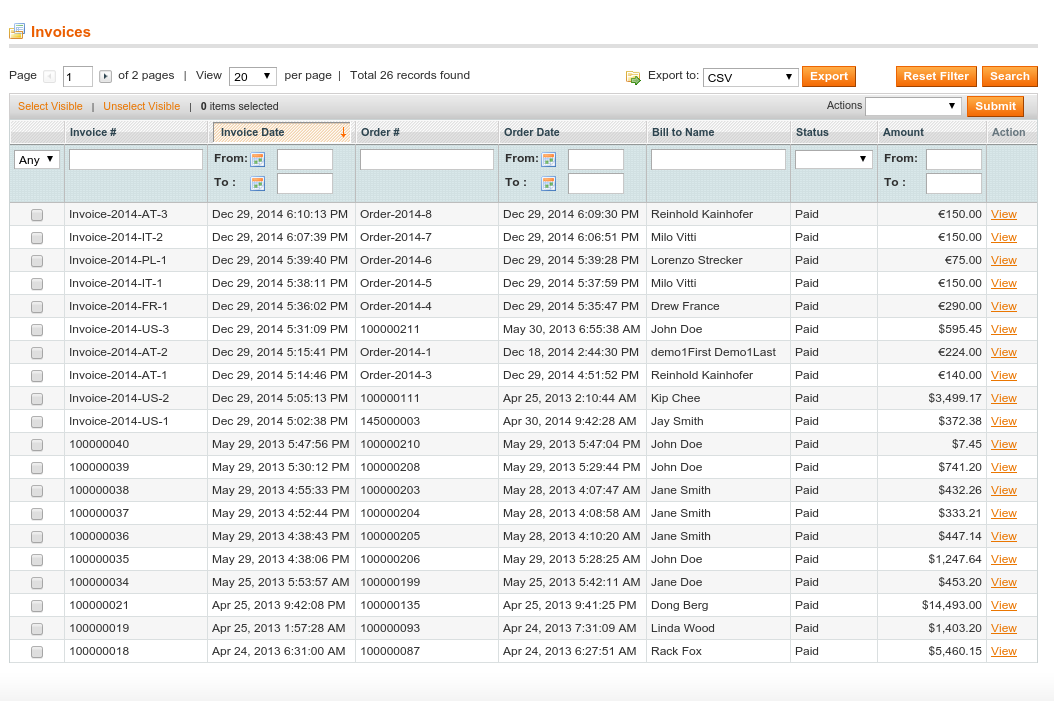 Invoices
Page 1 of 2 pages | View 20 per page | Total 26 records found Export to: CSV Export Reset Filter Search
Select Visible | Unselect Visible | 0 items selected Actions Submit
Invoice # Invoice Date Order # Order Date Bill to Name Status Amount Action
Any From: From: From:
To : To : To :
Invoice-2014-AT-3 Dec 29, 2014 6:10:13 PM Order-2014-8 Dec 29, 2014 6:09:30 PM Reinhold Kainhofer Paid €150.00 View
Invoice-2014-IT-2 Dec 29, 2014 6:07:39 PM Order-2014-7 Dec 29, 2014 6:06:51 PM Milo Vitti Paid €150.00 View
Invoice-2014-PL-1 Dec 29, 2014 5:39:40 PM Order-2014-6 Dec 29, 2014 5:39:28 PM Lorenzo Strecker Paid €75.00 View
Invoice-2014-IT-1 Dec 29, 2014 5:38:11 PM Order-2014-5 Dec 29, 2014 5:37:59 PM Milo Vitti Paid €150.00 View
Invoice-2014-FR-1 Dec 29, 2014 5:36:02 PM Order-2014-4 Dec 29, 2014 5:35:47 PM Drew France Paid €290.00 View
Invoice-2014-US-3 Dec 29, 2014 5:31:09 PM 100000211 May 30, 2013 6:55:38 AM John Doe Paid $595.45 View
Invoice-2014-AT-2 Dec 29, 2014 5:15:41 PM Order-2014-1 Dec 18, 2014 2:44:30 PM demo1First Demo1Last Paid €224.00 View
Invoice-2014-AT-1 Dec 29, 2014 5:14:46 PM Order-2014-3 Dec 29, 2014 4:51:52 PM Reinhold Kainhofer Paid €140.00 View
Invoice-2014-US-2 Dec 29, 2014 5:05:13 PM 100000111 Apr 25, 2013 2:10:44 AM Kip Chee Paid $3,499.17 View
Invoice-2014-US-1 Dec 29, 2014 5:02:38 PM 145000003 Apr 30, 2014 9:42:28 AM Jay Smith Paid $372.38 View
100000040 May 29, 2013 5:47:56 PM 100000210 May 29, 2013 5:47:04 PM John Doe Paid $7.45 View
100000039 May 29, 2013 5:30:12 PM 100000208 May 29, 2013 5:29:44 PM John Doe Paid $741.20 View
100000038 May 29, 2013 4:55:33 PM 100000203 May 28, 2013 4:07:47 AM Jane Smith Paid $432.26 View
100000037 May 29, 2013 4:52:44 PM 100000204 May 28, 2013 4:08:58 AM Jane Smith Paid $333.21 View
100000036 May 29, 2013 4:38:43 PM 100000205 May 28, 2013 4:10:20 AM Jane Smith Paid $447.14 View
100000035 May 29, 2013 4:38:06 PM 100000206 May 29, 2013 5:28:25 AM John Doe Paid $1,247.64 View
100000034 May 25, 2013 5:53:57 AM 100000199 May 25, 2013 5:42:11 AM Jane Doe Paid $453.20 View
100000021 Apr 25, 2013 9:42:08 PM 100000135 Apr 25, 2013 9:41:25 PM Dong Berg Paid $14,493.00 View
100000019 Apr 25, 2013 1:57:28 AM 100000093 Apr 24, 2013 7:31:09 AM Linda Wood Paid $1,403.20 View
100000018 Apr 24, 2013 6:31:00 AM 100000087 Apr 24, 2013 6:27:51 AM Rack Fox Paid $5,460.15 View